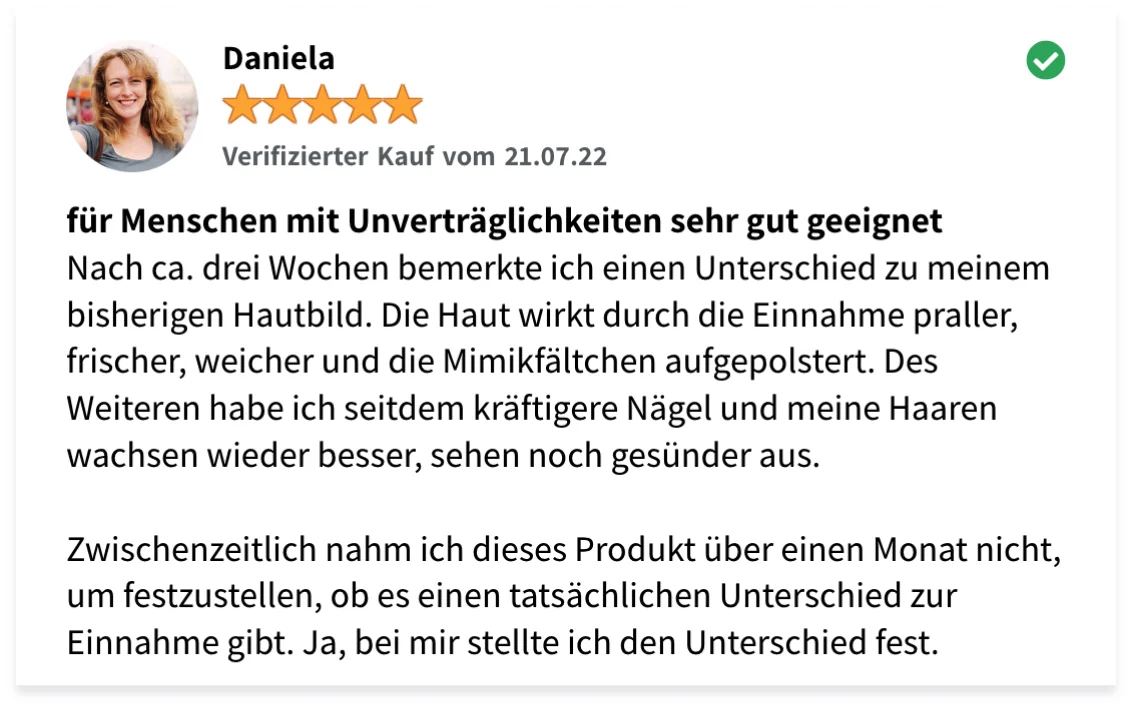 Daniela
Verifizierter Kauf vom 21.07.22
für Menschen mit Unverträglichkeiten sehr gut geeignet
Nach ca. drei Wochen bemerkte ich einen Unterschied zu meinem
bisherigen Hautbild. Die Haut wirkt durch die Einnahme praller,
frischer, weicher und die Mimikfältchen aufgepolstert. Des
Weiteren habe ich seitdem kräftigere Nägel und meine Haaren
wachsen wieder besser, sehen noch gesünder aus.
Zwischenzeitlich nahm ich dieses Produkt über einen Monat nicht,
um festzustellen, ob es einen tatsächlichen Unterschied zur
Einnahme gibt. Ja, bei mir stellte ich den Unterschied fest.